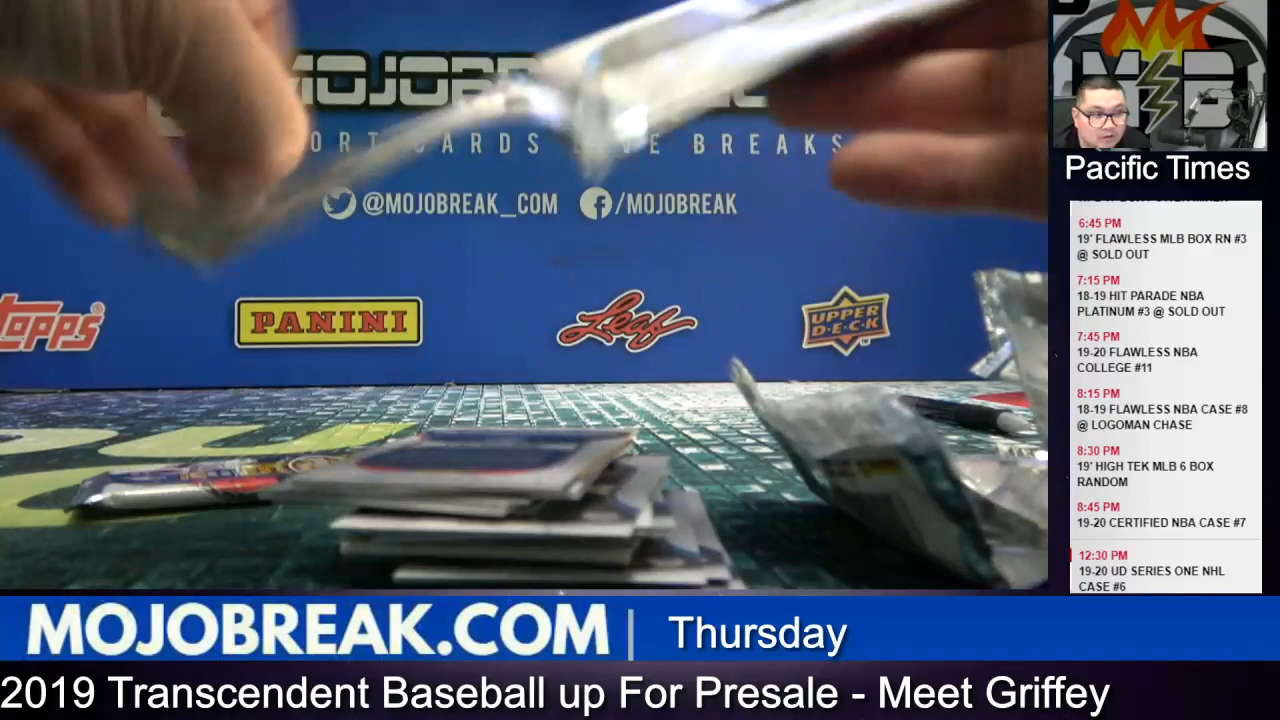 MOJOBRE
ORT CARDS L VE BREAKS
@MOJOBREAK_COM
/MOJOBREAK
TOPPS®
PANINI
Leaf
UPPER
D·E·C·K
MB
Pacific Times
6:45 PM
19' FLAWLESS MLB BOX RN #3
@ SOLD OUT
7:15 PM
18-19 HIT PARADE NBA
PLATINUM #3 @ SOLD OUT
7:45 PM
19-20 FLAWLESS NBA
COLLEGE #11
8:15 PM
18-19 FLAWLESS NBA CASE #8
@ LOGOMAN CHASE
8:30 PM
19' HIGH TEK MLB 6 BOX
RANDOM
8:45 PM
19-20 CERTIFIED NBA CASE #7
12:30 PM
19-20 UD SERIES ONE NHL
CASE #6
MOJOBREAK.COM | Thursday
2019 Transcendent Baseball up For Presale - Meet Griffey